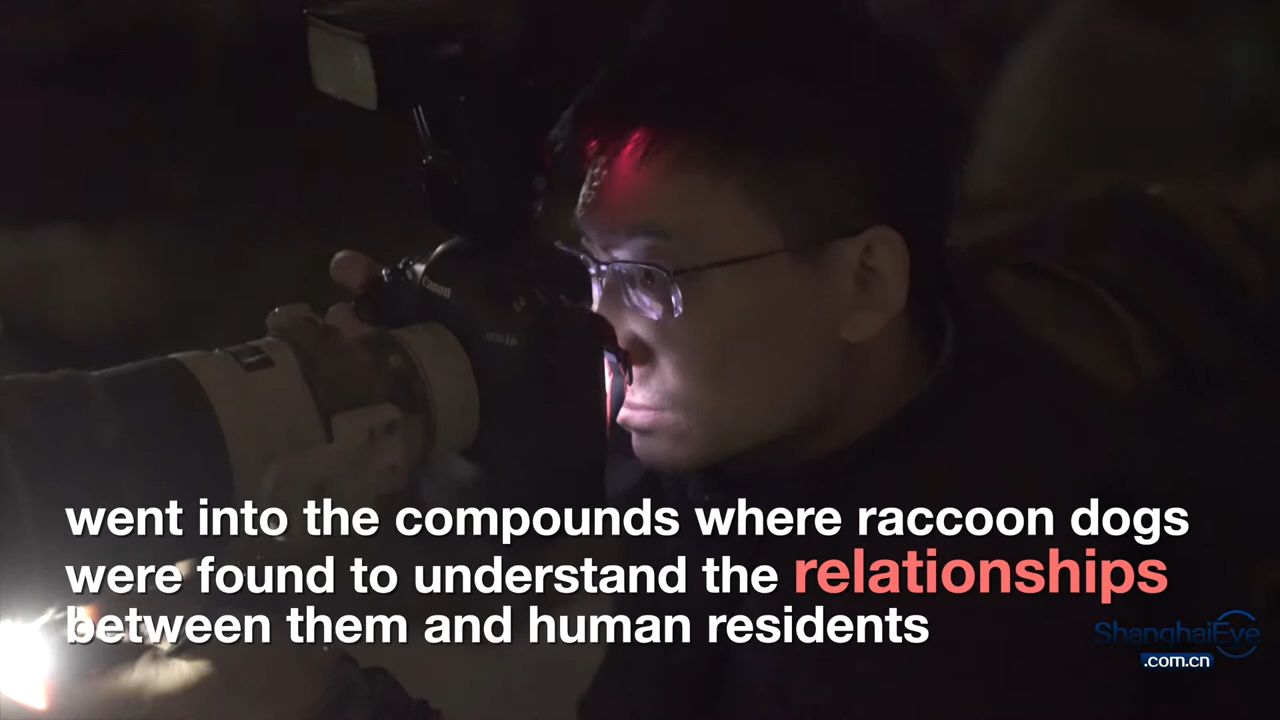 Canon
went into the compounds where raccoon dogs
were found to understand the relationships
between them and human residents
ShanghaiEye
.com.cn